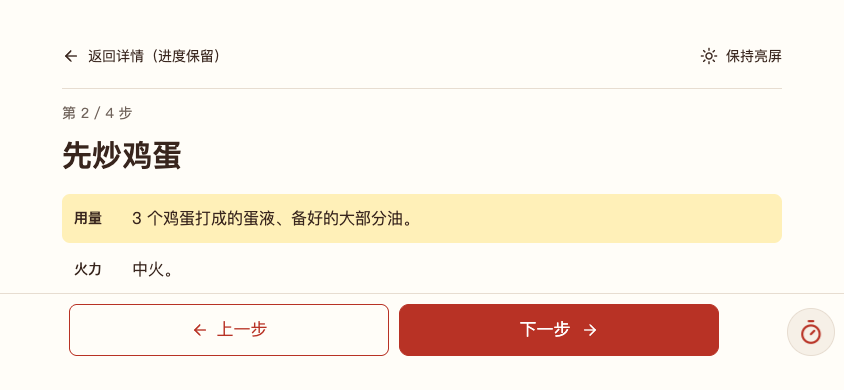 返回详情（进度保留）
保持亮屏
第 2 / 4 步
先炒鸡蛋
用量 3 个鸡蛋打成的蛋液、备好的大部分油。
火力 中火。
上一步
下一步